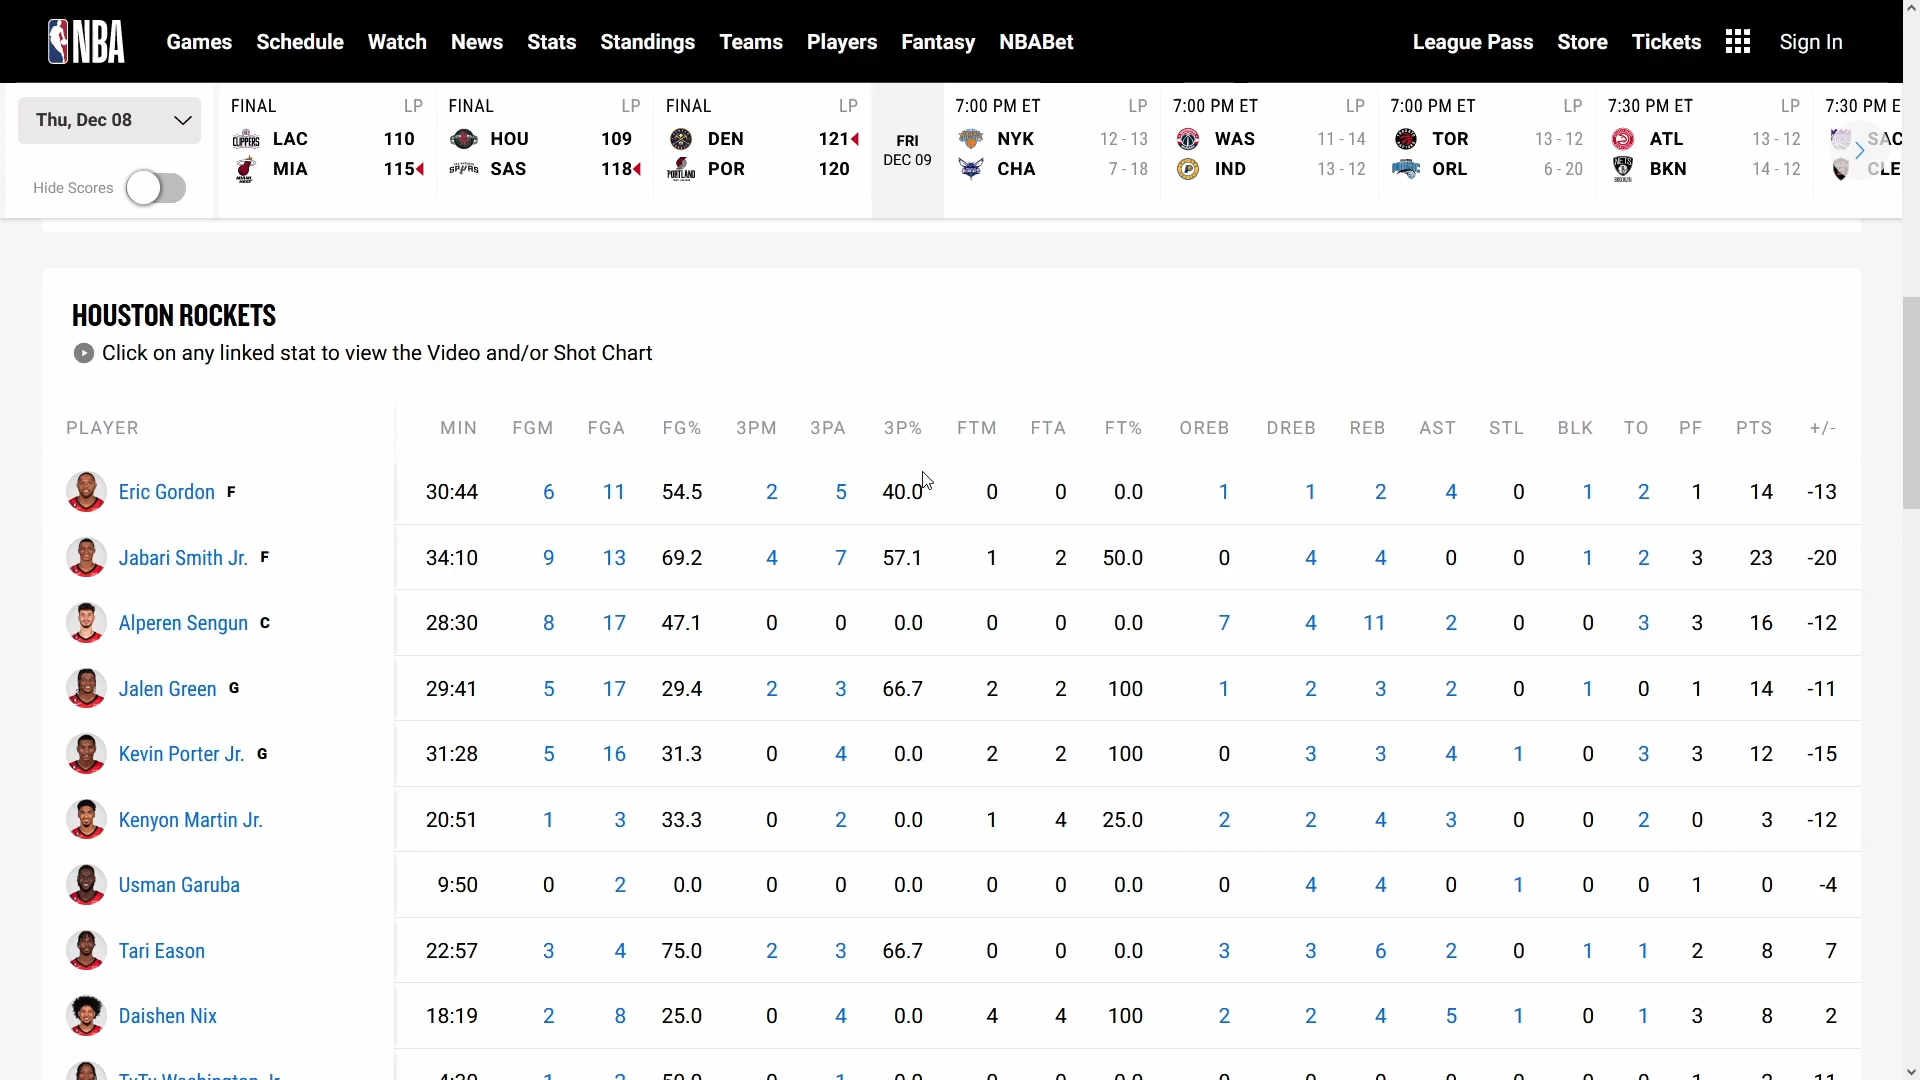 NBA Games Schedule Watch News Stats Standings Teams Players Fantasy NBABet League Pass Store Tickets Sign In
Thu, Dec 08
Hide Scores
FINAL LP
LAC 110
MIA 115
FINAL LP
HOU 109
SAS 118
FINAL LP
DEN 121
POR 120
FRI
DEC 09
7:00 PM ET LP
NYK 12 - 13
CHA 7 - 18
7:00 PM ET LP
WAS 11 - 14
IND 13 - 12
7:00 PM ET LP
TOR 13 - 12
ORL 6 - 20
7:30 PM ET LP
ATL 13 - 12
BKN 14 - 12
7:30 PM E
SAC
CLE
HOUSTON ROCKETS
Click on any linked stat to view the Video and/or Shot Chart
PLAYER MIN FGM FGA FG% 3PM 3PA 3P% FTM FTA FT% OREB DREB REB AST STL BLK TO PF PTS +/-
Eric Gordon F 30:44 6 11 54.5 2 5 40.0 0 0 0.0 1 1 2 4 0 1 2 1 14 -13
Jabari Smith Jr. F 34:10 9 13 69.2 4 7 57.1 1 2 50.0 0 4 4 0 0 1 2 3 23 -20
Alperen Sengun C 28:30 8 17 47.1 0 0 0.0 0 0 0.0 7 4 11 2 0 0 3 3 16 -12
Jalen Green G 29:41 5 17 29.4 2 3 66.7 2 2 100 1 2 3 2 0 1 0 1 14 -11
Kevin Porter Jr. G 31:28 5 16 31.3 0 4 0.0 2 2 100 0 3 3 4 1 0 3 3 12 -15
Kenyon Martin Jr. 20:51 1 3 33.3 0 2 0.0 1 4 25.0 2 2 4 3 0 0 2 0 3 -12
Usman Garuba 9:50 0 2 0.0 0 0 0.0 0 0 0.0 0 4 4 0 1 0 0 1 0 -4
Tari Eason 22:57 3 4 75.0 2 3 66.7 0 0 0.0 3 3 6 2 0 1 1 2 8 7
Daishen Nix 18:19 2 8 25.0 0 4 0.0 4 4 100 2 2 4 5 1 0 1 3 8 2
TyTy Washington Jr.